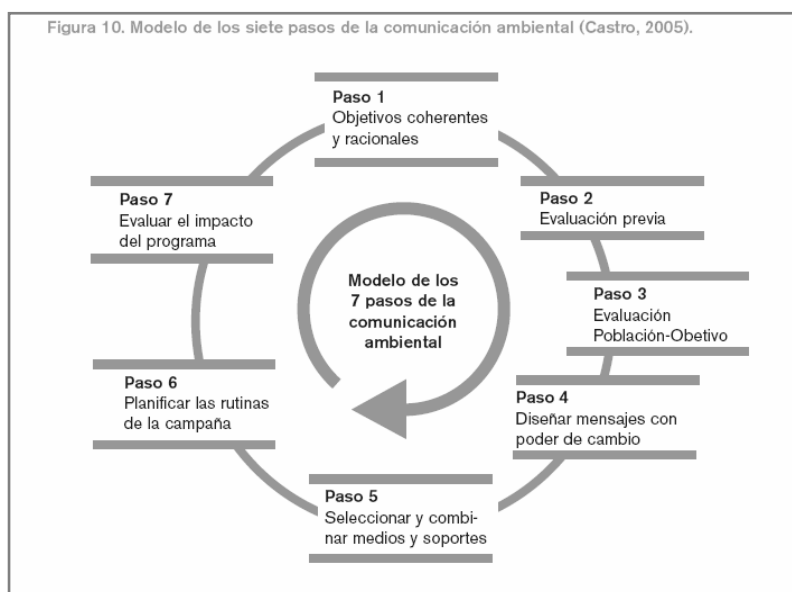 Figura 10. Modelo de los siete pasos de la comunicación ambiental (Castro, 2005).
Paso 1
Objetivos coherentes
y racionales
Paso 2
Evaluación previa
Paso 3
Evaluación
Población-Obetivo
Paso 4
Diseñar mensajes con
poder de cambio
Paso 5
Seleccionar y combi-
nar medios y soportes
Paso 6
Planificar las rutinas
de la campaña
Paso 7
Evaluar el impacto
del programa
Modelo de los
7 pasos de la
comunicación
ambiental